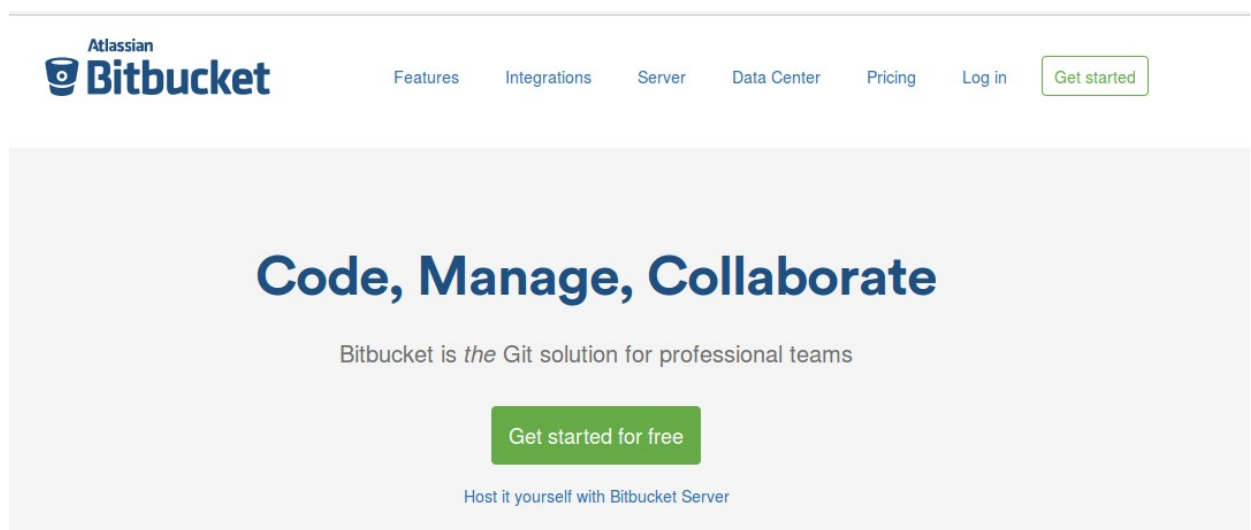 Atlassian
Bitbucket
Features Integrations Server Data Center Pricing Log in Get started
Code, Manage, Collaborate
Bitbucket is the Git solution for professional teams
Get started for free
Host it yourself with Bitbucket Server